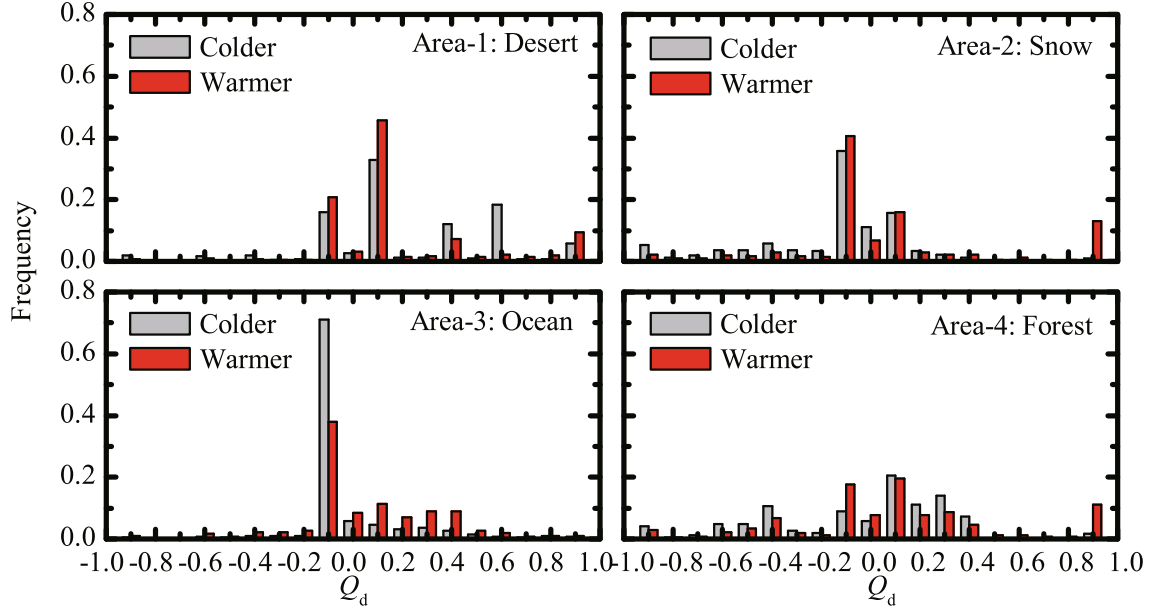 Frequency
0.8
0.6
0.4
0.2
0.0
Colder
Warmer
Area-1: Desert
Colder
Warmer
Area-2: Snow
0.8
0.6
0.4
0.2
0.0
Colder
Warmer
Area-3: Ocean
Colder
Warmer
Area-4: Forest
-1.0 -0.8 -0.6 -0.4 -0.2 0.0 0.2 0.4 0.6 0.8 1.0
-1.0 -0.8 -0.6 -0.4 -0.2 0.0 0.2 0.4 0.6 0.8 1.0
Qd
Qd